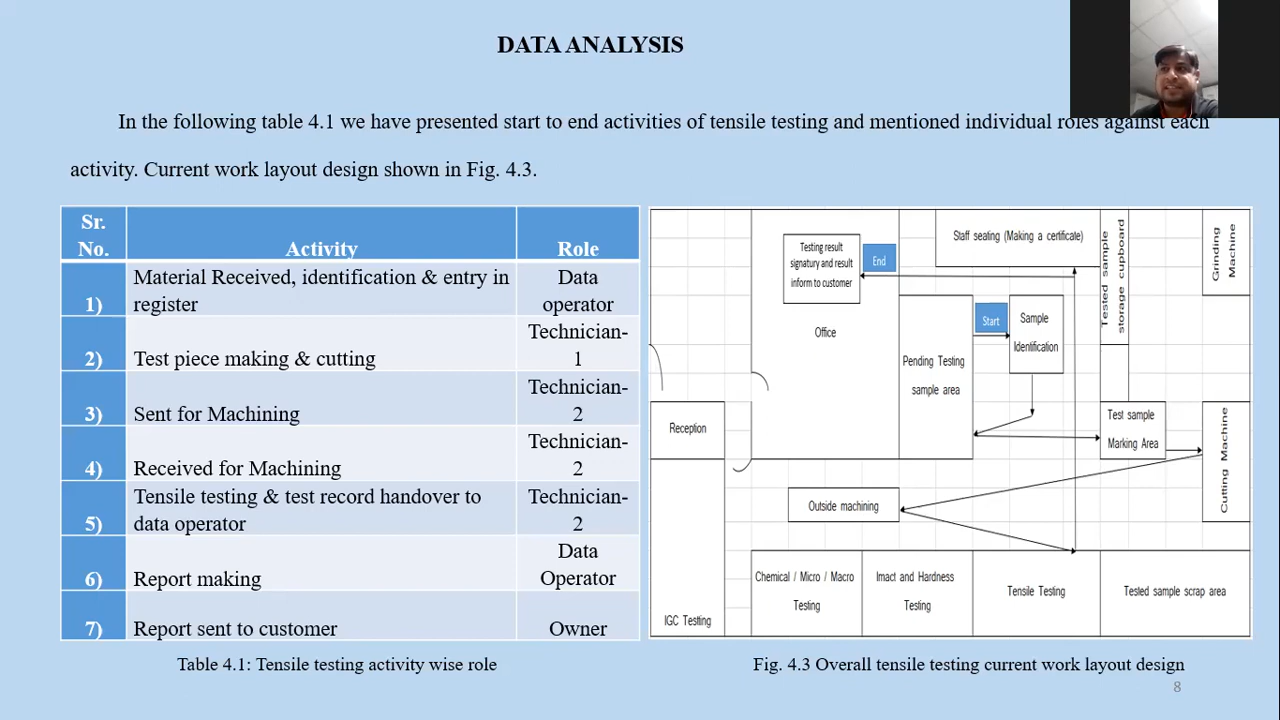 DATA ANALYSIS
In the following table 4.1 we have presented start to end activities of tensile testing and mentioned individual roles against each
activity. Current work layout design shown in Fig. 4.3.
Sr.
No.
Activity
Role
1)
Material Received, identification & entry in
register
Data
operator
2)
Test piece making & cutting
Technician-
1
3)
Sent for Machining
Technician-
2
4)
Received for Machining
Technician-
2
5)
Tensile testing & test record handover to
data operator
Technician-
2
6)
Report making
Data
Operator
7)
Report sent to customer
Owner
Table 4.1: Tensile testing activity wise role
Testing result
signatury and result
inform to customer
End
Office
Staff seating (Making a certificate)
Tested sample
storage cupboard
Grinding
Machine
Start
Sample
Identification
Pending Testing
sample area
Reception
Test sample
Marking Area
Cutting Machine
Outside machining
IGC Testing
Chemical / Micro / Macro
Testing
Imact and Hardness
Testing
Tensile Testing
Tested sample scrap area
Fig. 4.3 Overall tensile testing current work layout design
8